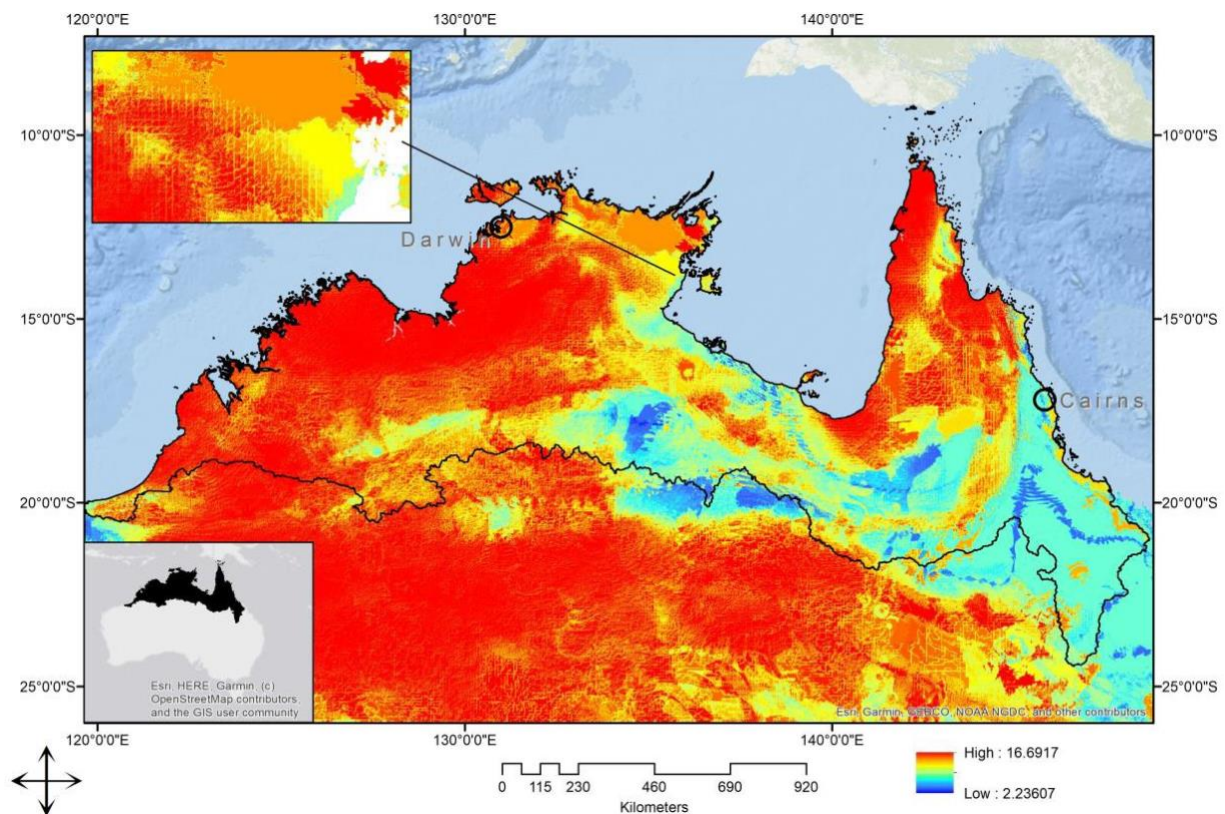 120°0'0"E 130°0'0"E 140°0'0"E
10°0'0"S 10°0'0"S
Darwin
15°0'0"S 15°0'0"S
Cairns
20°0'0"S 20°0'0"S
Esri, HERE, Garmin, (c)
OpenStreetMap contributors,
and the GIS user community
25°0'0"S 25°0'0"S
Esri, Garmin, GEBCO, NOAA NGDC, and other contributors
120°0'0"E 130°0'0"E 140°0'0"E
High : 16.6917
Low : 2.23607
0 115 230 460 690 920
Kilometers